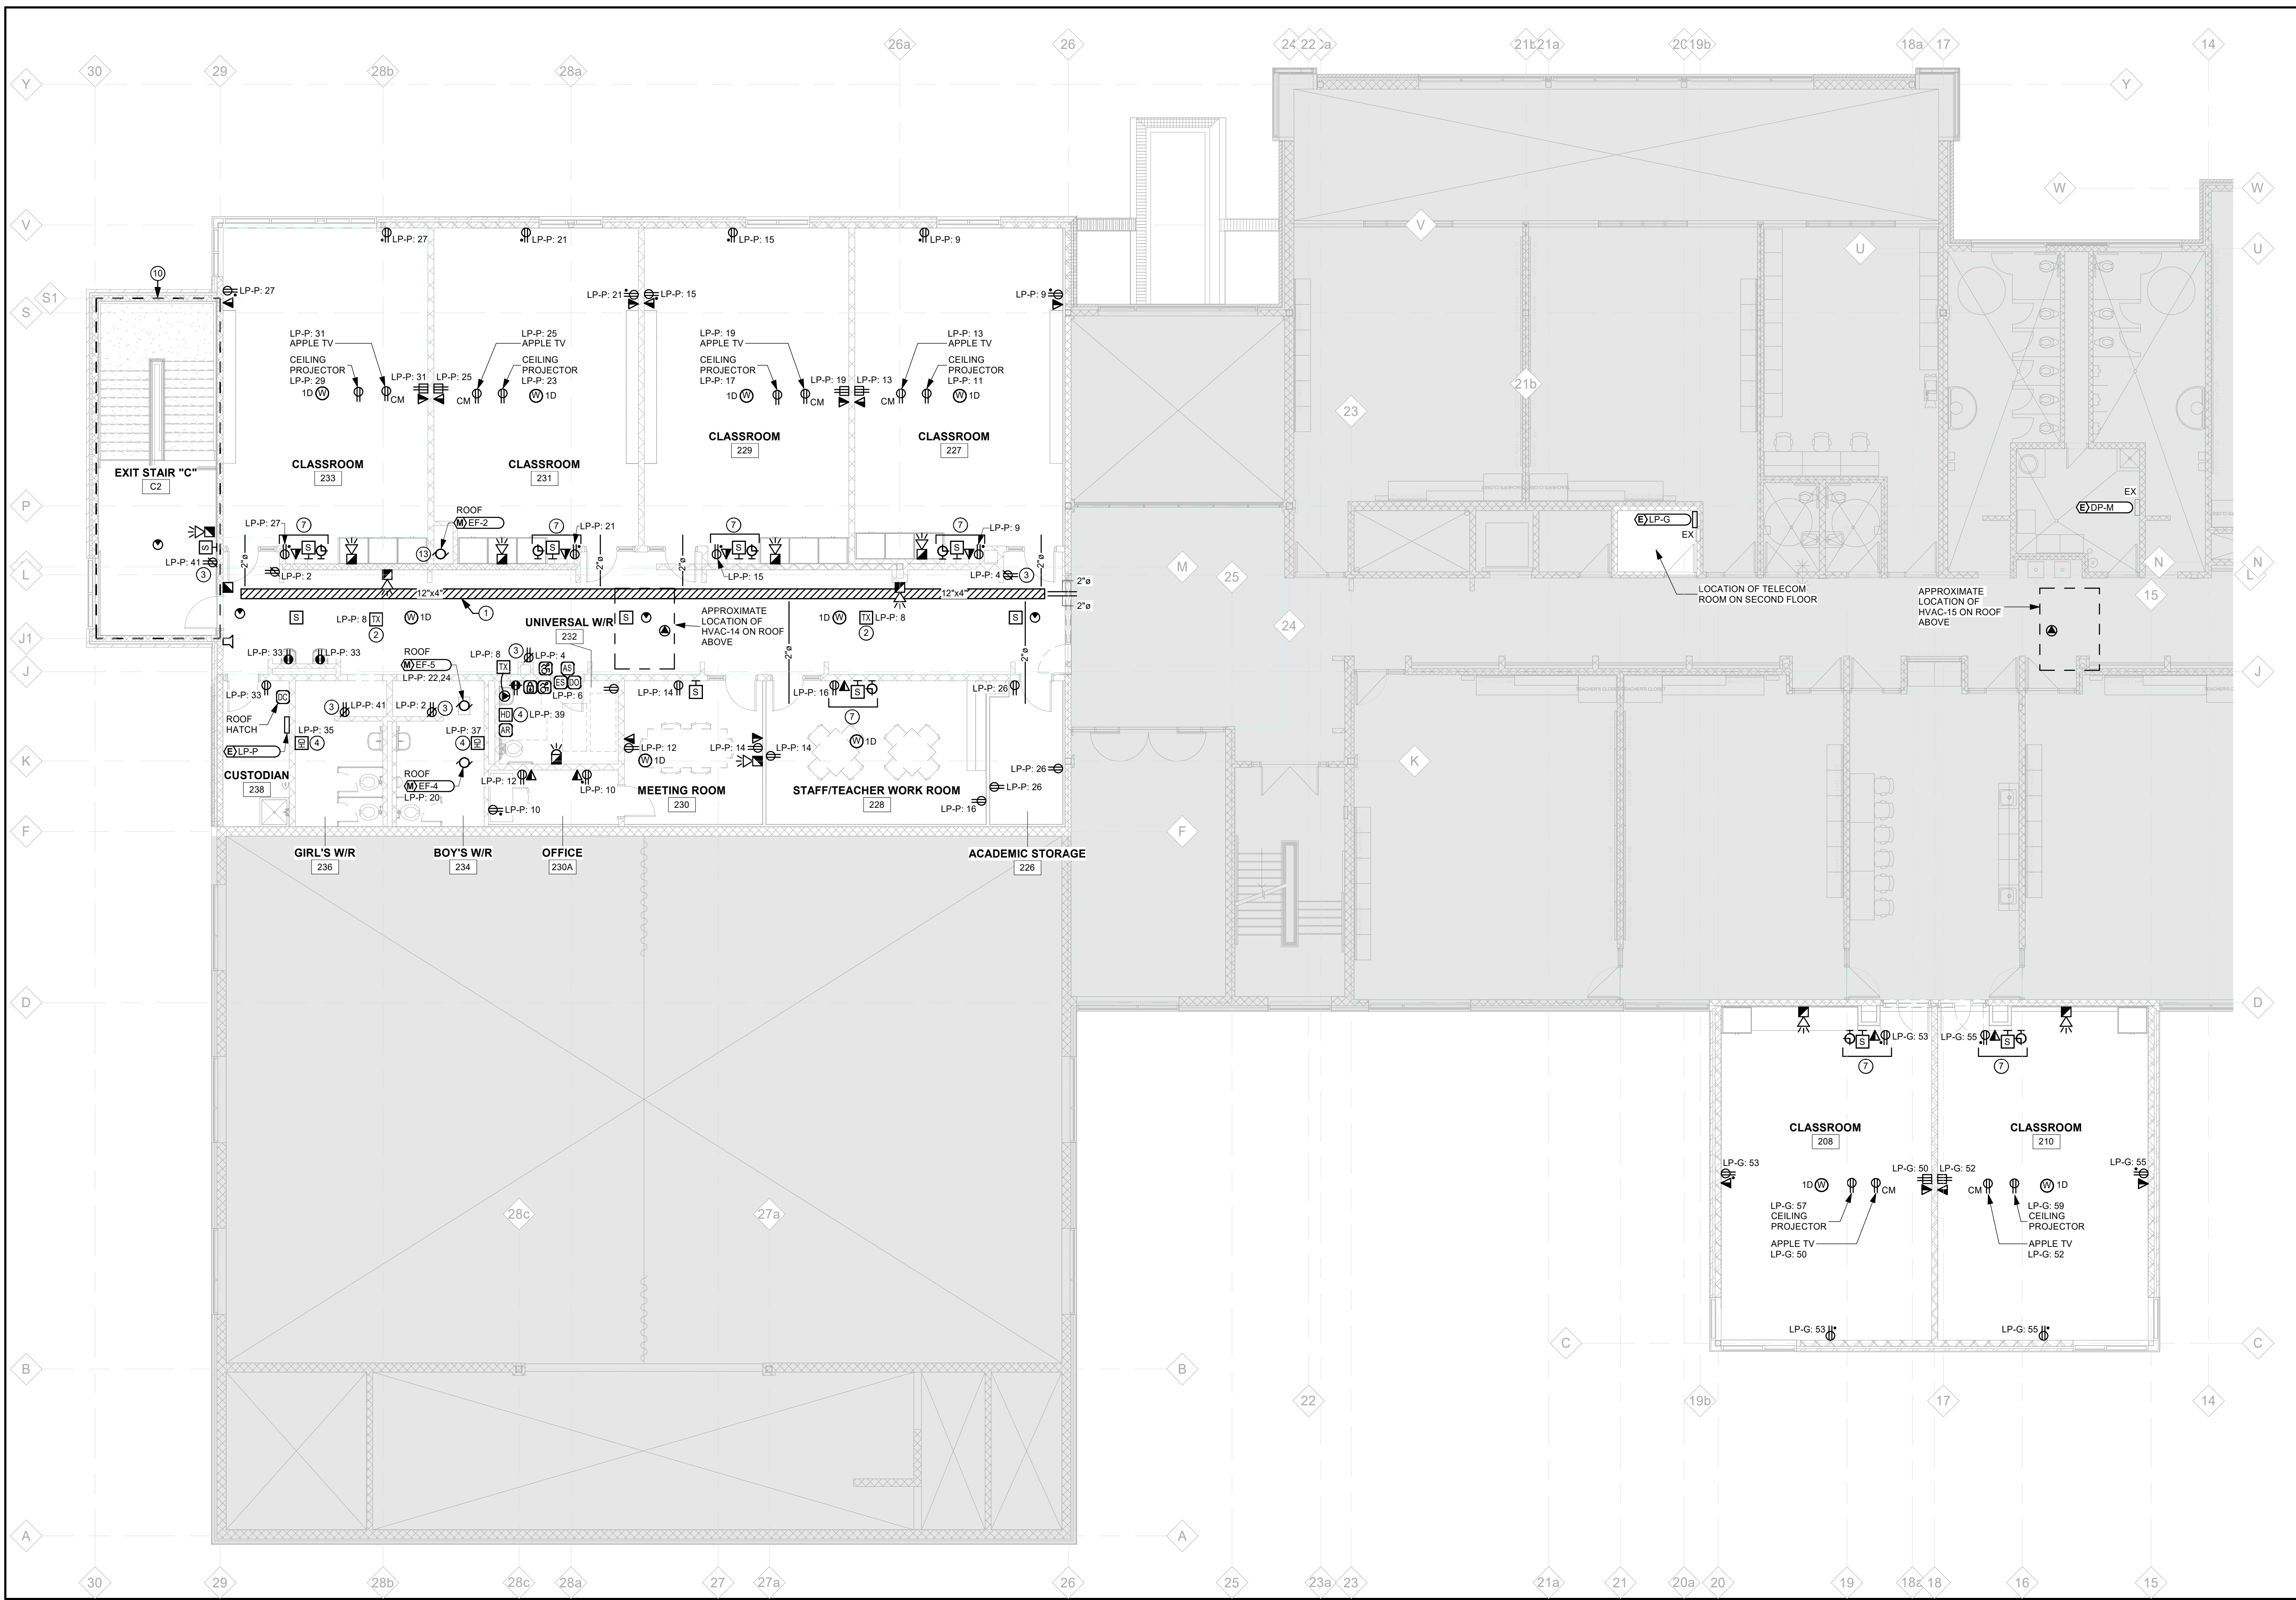 26a
26
24
22
21b
21a
19b
18a
17
14
30
29
28b
28a
Y
Y
W
W
V
V
U
U
S1
S
10
LP-P: 27
LP-P: 21
LP-P: 15
LP-P: 9
LP-P: 27
LP-P: 21
LP-P: 15
LP-P: 9
LP-P: 31
APPLE TV
CEILING
PROJECTOR
LP-P: 29
1D W
CM
LP-P: 31
LP-P: 25
LP-P: 25
APPLE TV
CEILING
PROJECTOR
LP-P: 23
W 1D
CM
LP-P: 19
APPLE TV
CEILING
PROJECTOR
LP-P: 17
1D W
CM
LP-P: 19
LP-P: 13
LP-P: 13
APPLE TV
CEILING
PROJECTOR
LP-P: 11
W 1D
CM
21b
23
CLASSROOM
233
CLASSROOM
231
CLASSROOM
229
CLASSROOM
227
EXIT STAIR "C"
C2
P
P
ROOF
M EF-2
13
LP-P: 27
7
S
7
S
LP-P: 21
7
S
LP-P: 15
7
S
LP-P: 9
E LP-G
EX
EX
E DP-M
S
LP-P: 41
3
LP-P: 2
LP-P: 4
3
2"ø
2"ø
2"ø
2"ø
2"ø
2"ø
L
M
25
N
N
12"x4"
12"x4"
1
LOCATION OF TELECOM
ROOM ON SECOND FLOOR
APPROXIMATE
LOCATION OF
HVAC-15 ON ROOF
ABOVE
15
S
LP-P: 8
TX
2
W 1D
UNIVERSAL W/R
232
S
APPROXIMATE
LOCATION OF
HVAC-14 ON ROOF
ABOVE
1D W
TX
LP-P: 8
2
S
24
J1
J
J
LP-P: 33
LP-P: 33
ROOF
M EF-5
LP-P: 22,24
LP-P: 8
TX
3
LP-P: 4
AS
ES
DO
LP-P: 6
2"ø
2"ø
LP-P: 33
DC
ROOF
HATCH
E LP-P
3
LP-P: 41
LP-P: 2
3
LP-P: 35
4
LP-P: 37
4
HD
4
LP-P: 39
AR
LP-P: 14
S
LP-P: 16
S
7
LP-P: 26
W 1D
LP-P: 12
W 1D
LP-P: 14
LP-P: 14
K
K
CUSTODIAN
238
ROOF
M EF-4
LP-P: 20
LP-P: 12
LP-P: 10
LP-P: 10
MEETING ROOM
230
STAFF/TEACHER WORK ROOM
228
LP-P: 26
LP-P: 26
LP-P: 16
F
F
GIRL'S W/R
236
BOY'S W/R
234
OFFICE
230A
ACADEMIC STORAGE
226
TEACHER'S CLOSET
TEACHER'S CLOSET
D
D
S
LP-G: 53
7
LP-G: 55
S
7
CLASSROOM
208
CLASSROOM
210
LP-G: 53
1D W
CM
LP-G: 50
LP-G: 52
CM
W 1D
LP-G: 55
LP-G: 57
CEILING
PROJECTOR
APPLE TV
LP-G: 50
LP-G: 59
CEILING
PROJECTOR
APPLE TV
LP-G: 52
28c
27a
LP-G: 53
LP-G: 55
C
C
B
B
22
19b
17
14
A
A
30
29
28b
28c
28a
27
27a
26
25
23a
23
21a
21
20a
20
19
18a
18
16
15